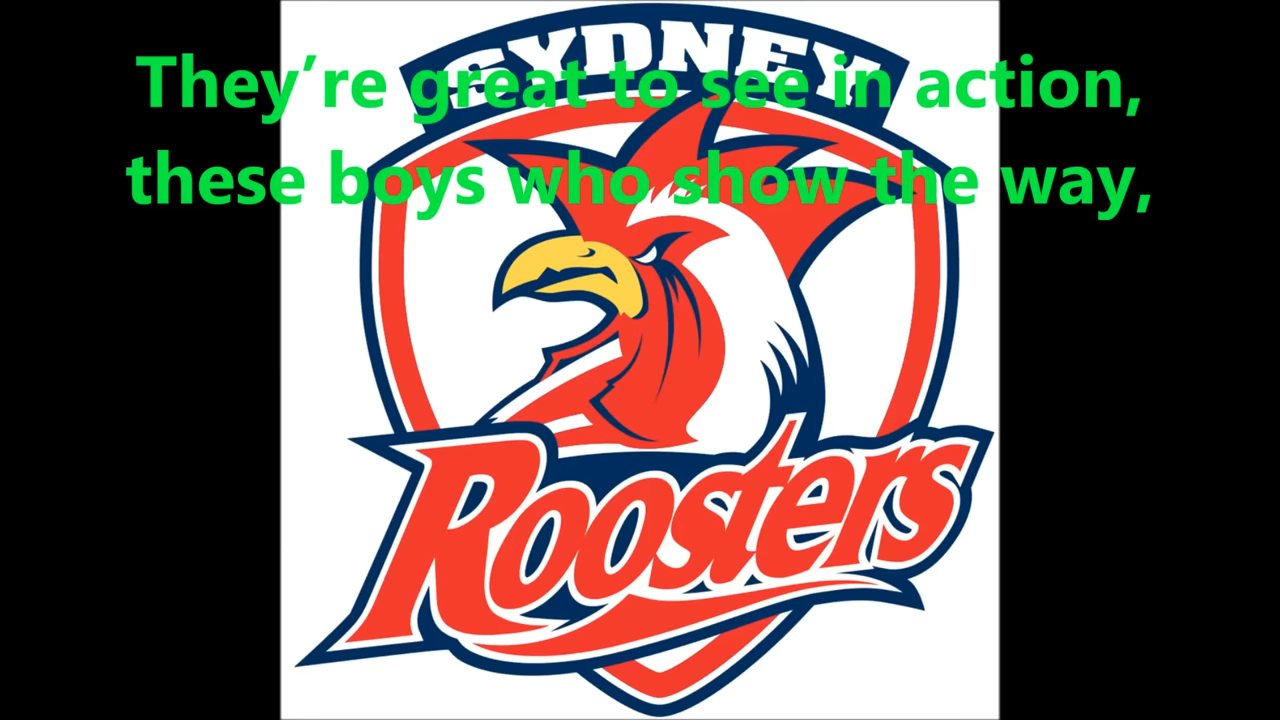 SYDNEY
They’re great to see in action,
these boys who show the way,
Roosters